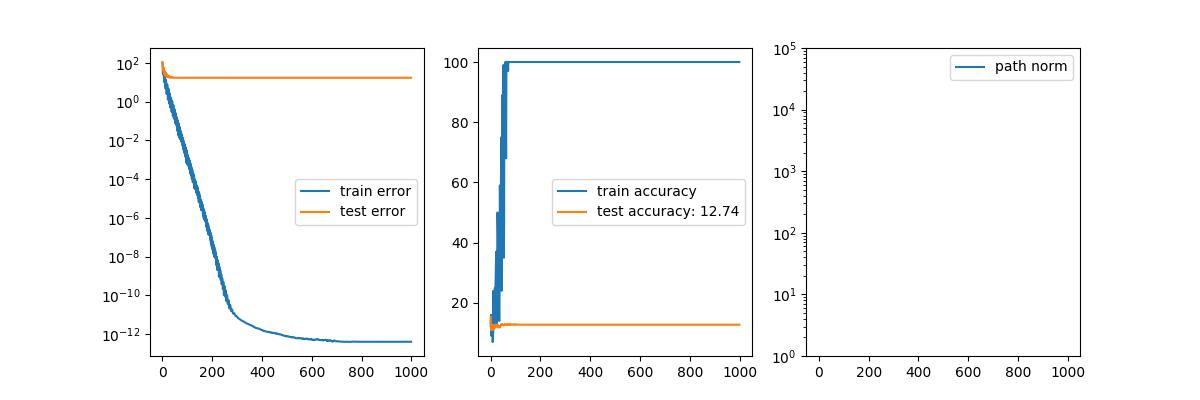 10^2
10^0
10^-2
10^-4
10^-6
10^-8
10^-10
10^-12
0 200 400 600 800 1000
train error
test error
100
80
60
40
20
0 200 400 600 800 1000
train accuracy
test accuracy: 12.74
10^5
10^4
10^3
10^2
10^1
10^0
0 200 400 600 800 1000
path norm